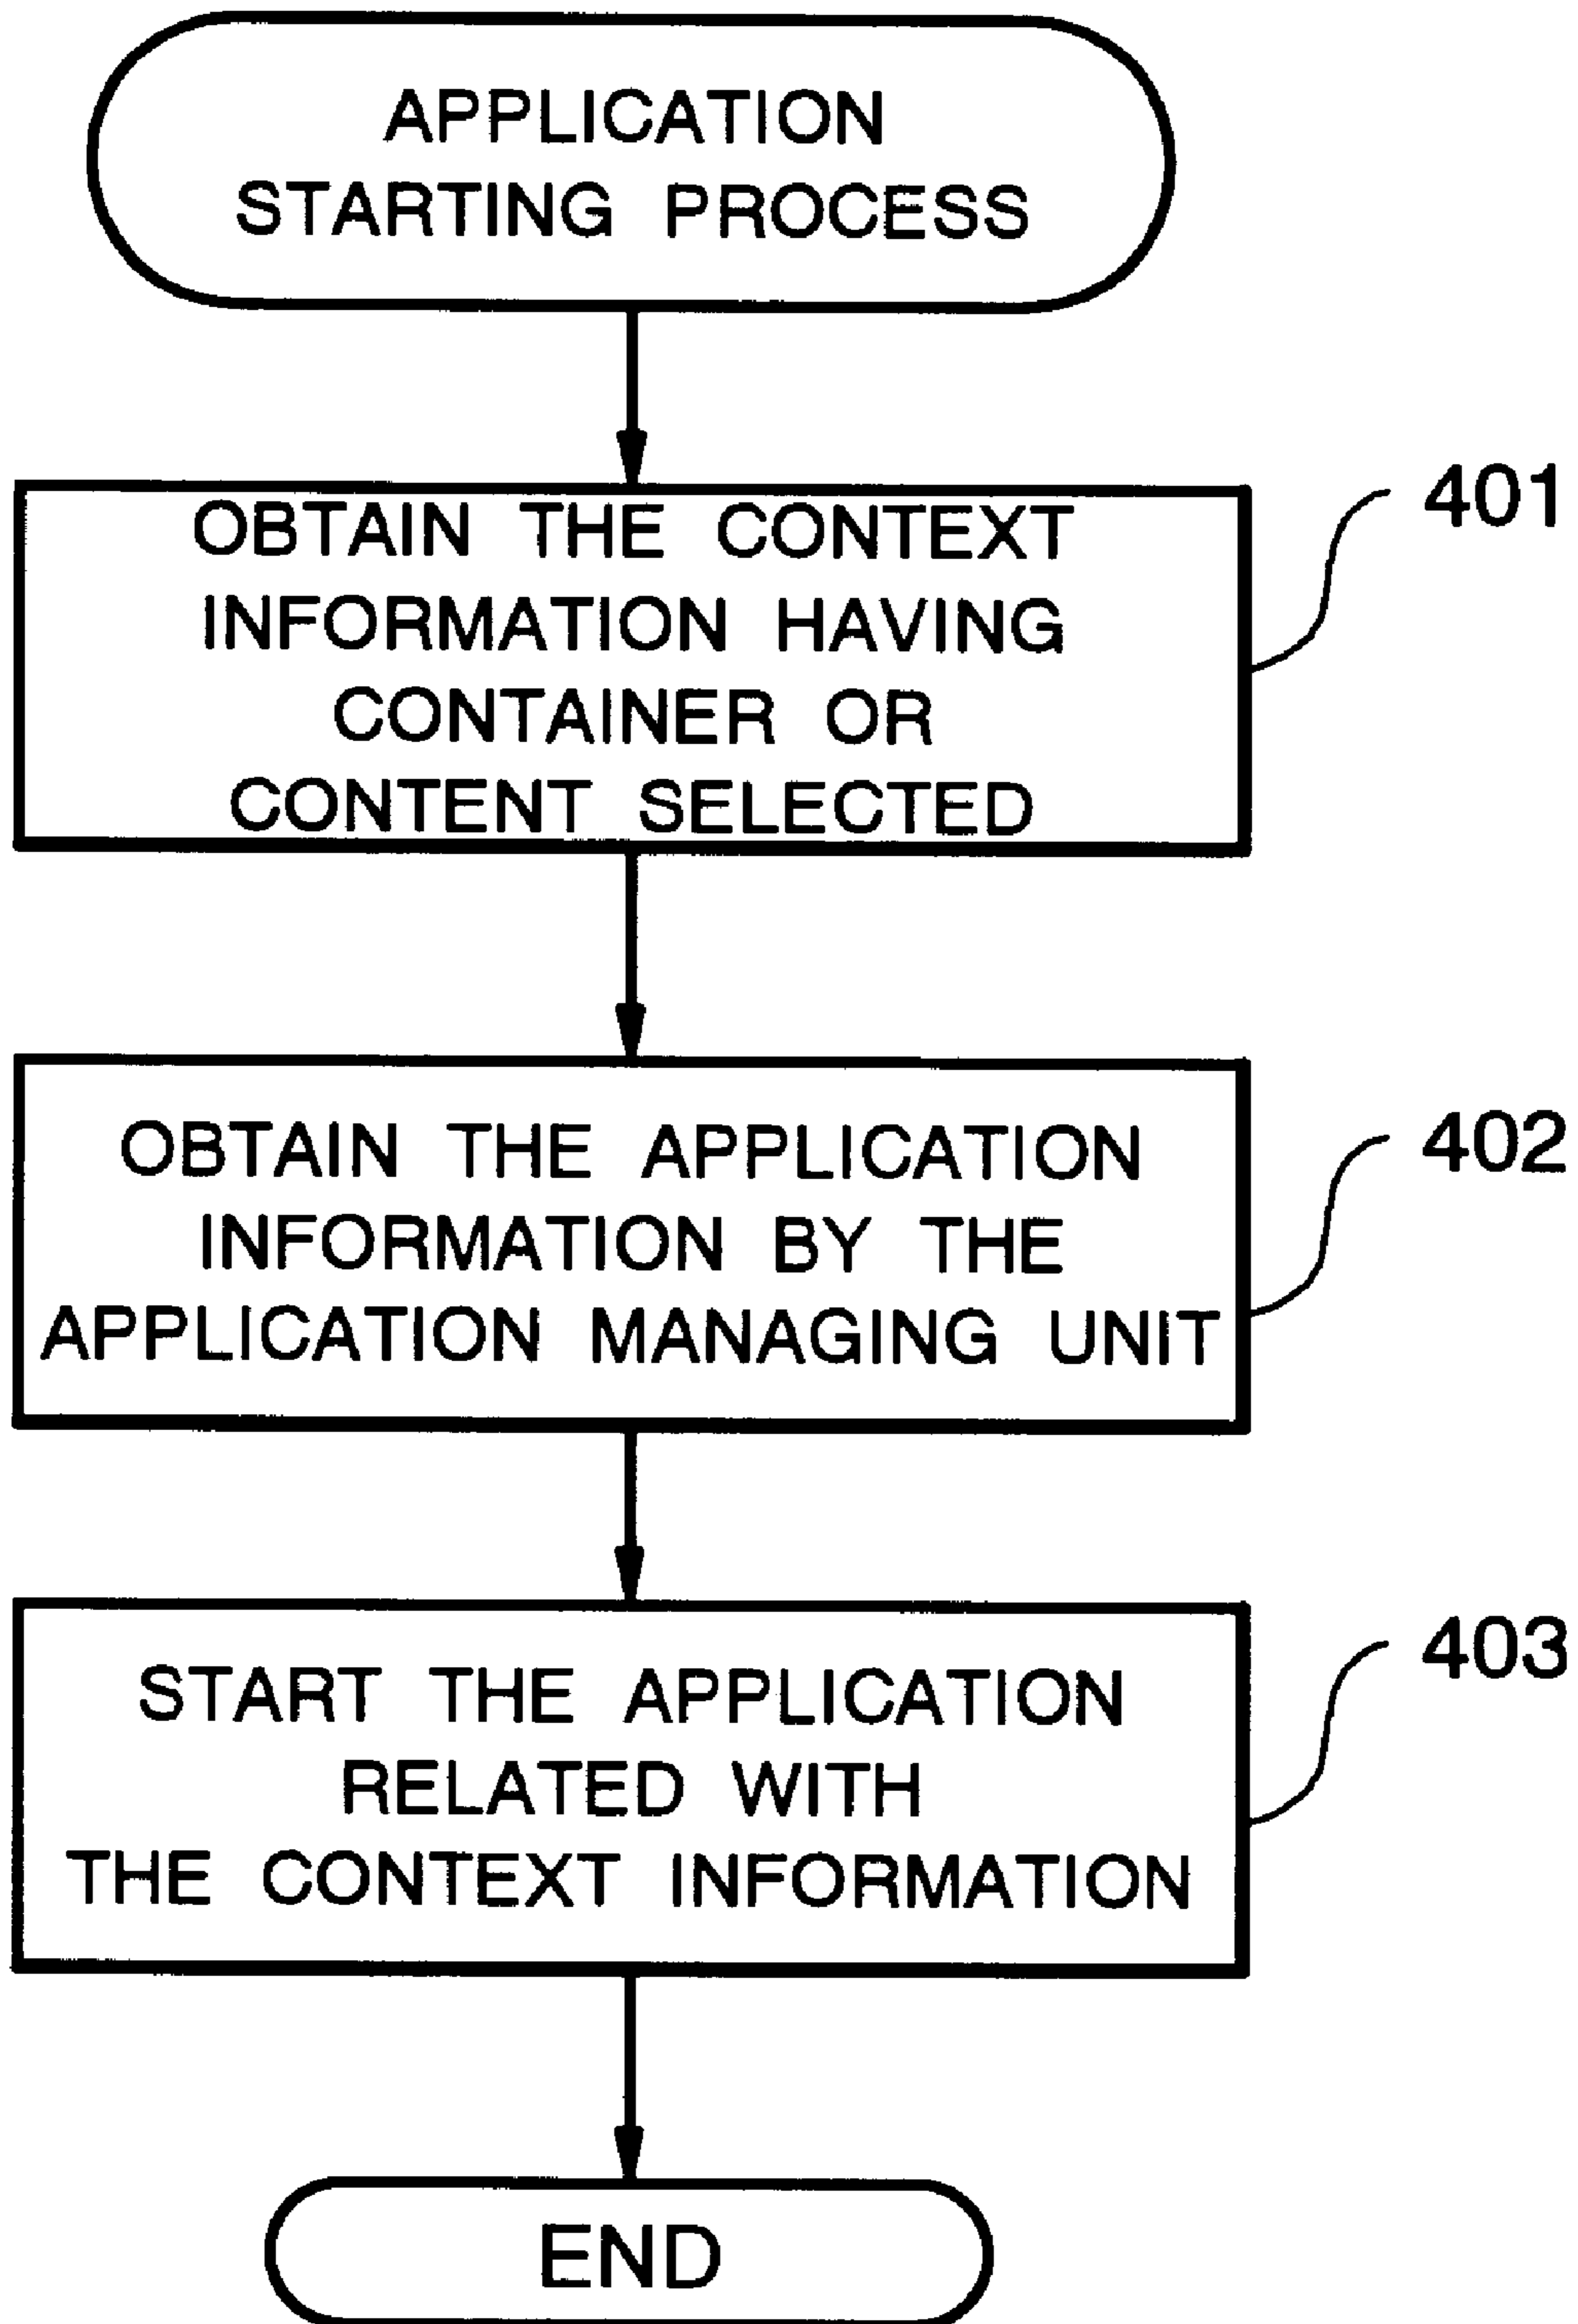 APPLICATION
STARTING PROCESS
OBTAIN THE CONTEXT
INFORMATION HAVING
CONTAINER OR
CONTENT SELECTED
401
OBTAIN THE APPLICATION
INFORMATION BY THE
APPLICATION MANAGING UNIT
402
START THE APPLICATION
RELATED WITH
THE CONTEXT INFORMATION
403
END